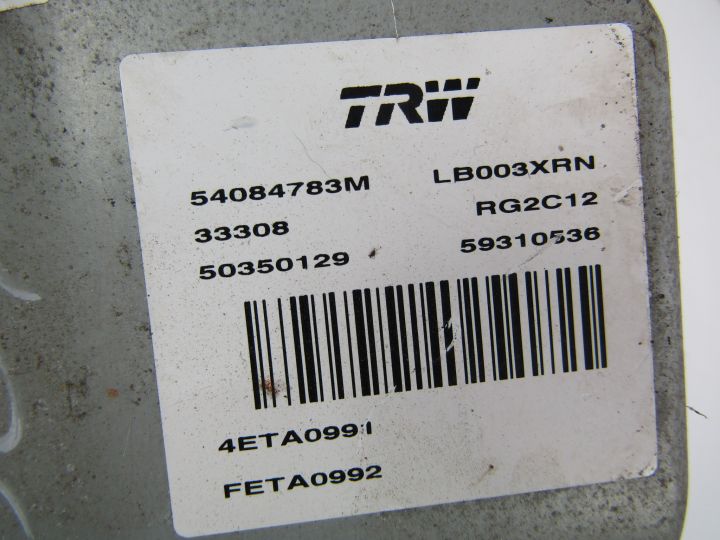 TRW
54084783M LB003XRN
33308 RG2C12
50350129 59310536
4ETA0991
FETA0992